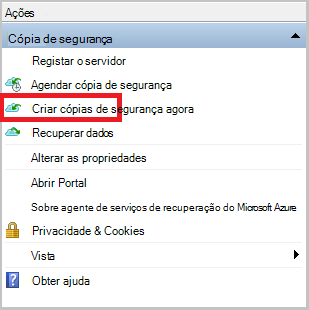 Ações
Cópia de segurança
Registar o servidor
Agendar cópia de segurança
Criar cópias de segurança agora
Recuperar dados
Alterar as propriedades
Abrir Portal
Sobre agente de serviços de recuperação do Microsoft Azure
Privacidade & Cookies
Vista
Obter ajuda